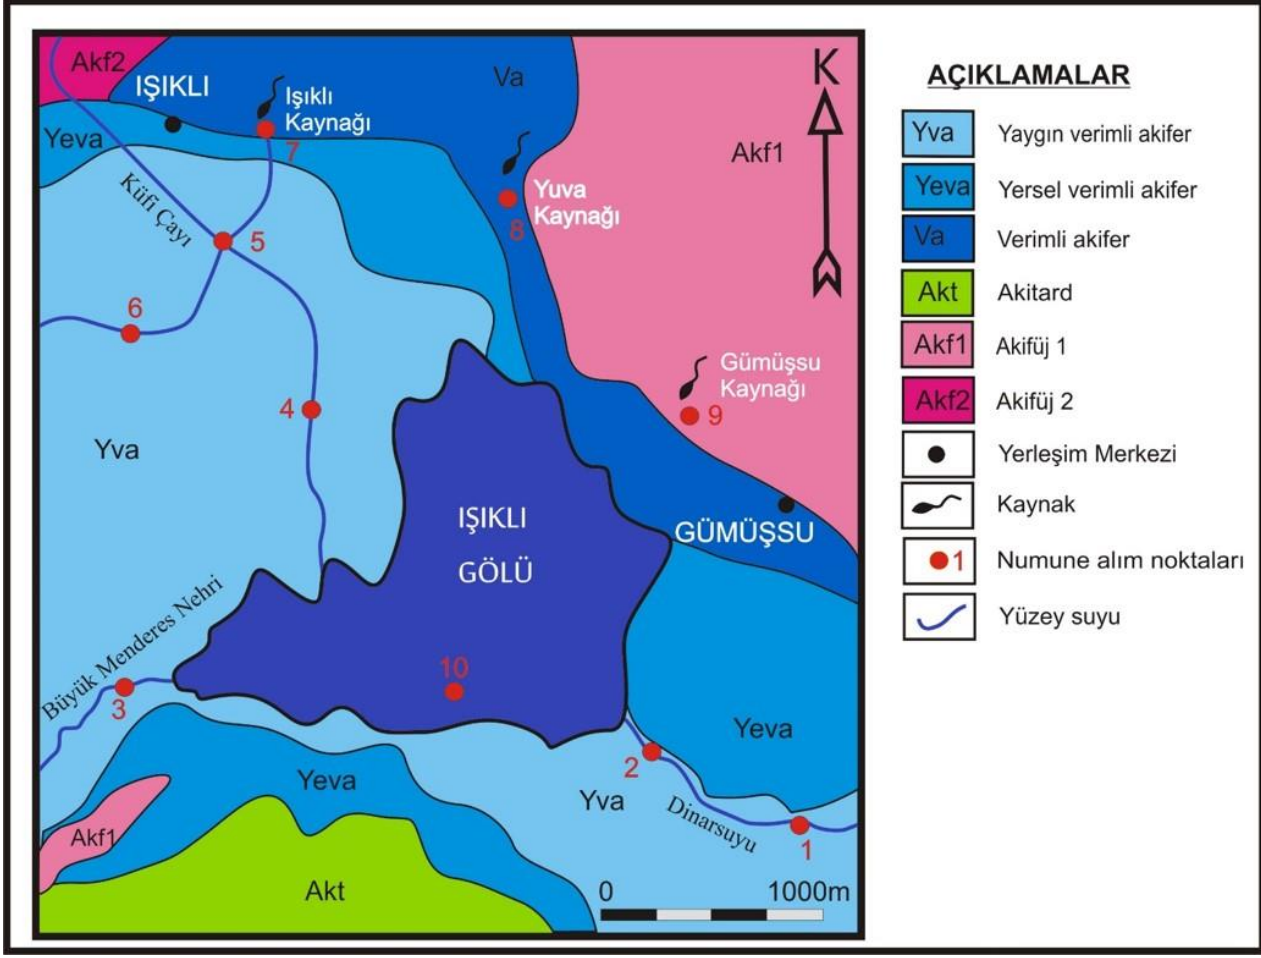 Akf2
IŞIKLI
Işıklı
Kaynağı
7
Va
K
Yeva
Akf1
Küfi Çayı
5
Yuva
Kaynağı
8
6
4
Gümüşsu
Kaynağı
9
Yva
IŞIKLI
GÖLÜ
GÜMÜŞSU
Büyük Menderes Nehri
3
10
Yeva
2
Yeva
Yva
Dinarsuyu
1
Akf1
Akt
0 1000m
AÇIKLAMALAR
Yva Yaygın verimli akifer
Yeva Yersel verimli akifer
Va Verimli akifer
Akt Akitard
Akf1 Akifüj 1
Akf2 Akifüj 2
Yerleşim Merkezi
Kaynak
1 Numune alım noktaları
Yüzey suyu